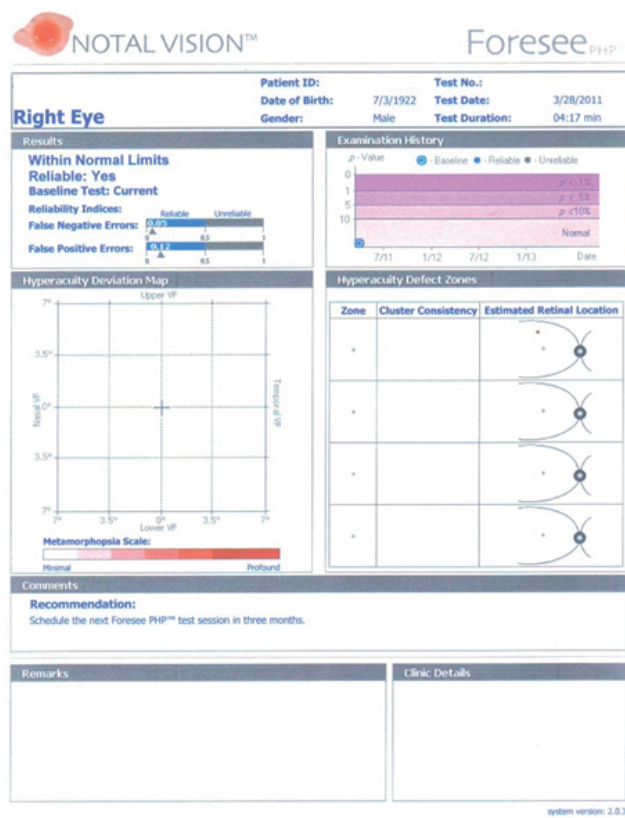 NOTAL VISION™
Foresee PHP™
Right Eye
Patient ID:
Test No.:
Date of Birth: 7/3/1922
Test Date: 3/28/2011
Gender: Male
Test Duration: 04:17 min
Results
Within Normal Limits
Reliable: Yes
Baseline Test: Current
Reliability Indices:
Reliable Unreliable
False Negative Errors: 0.05
0 0.5 1
False Positive Errors: 0.12
0 0.5 1
Examination History
p - Value - Baseline - Reliable - Unreliable
0
1
5
10
p < 1%
p < 5%
p <10%
Normal
7/11 1/12 7/12 1/13 Date
Hyperacuity Deviation Map
Upper VF
7°
3.5°
0°
3.5°
7°
Nasal VF
Temporal VF
7° 3.5° 0° 3.5° 7°
Lower VF
Metamorphopsia Scale:
Minimal Profound
Hyperacuity Defect Zones
Zone Cluster Consistency Estimated Retinal Location
Comments
Recommendation:
Schedule the next Foresee PHP™ test session in three months.
Remarks
Clinic Details